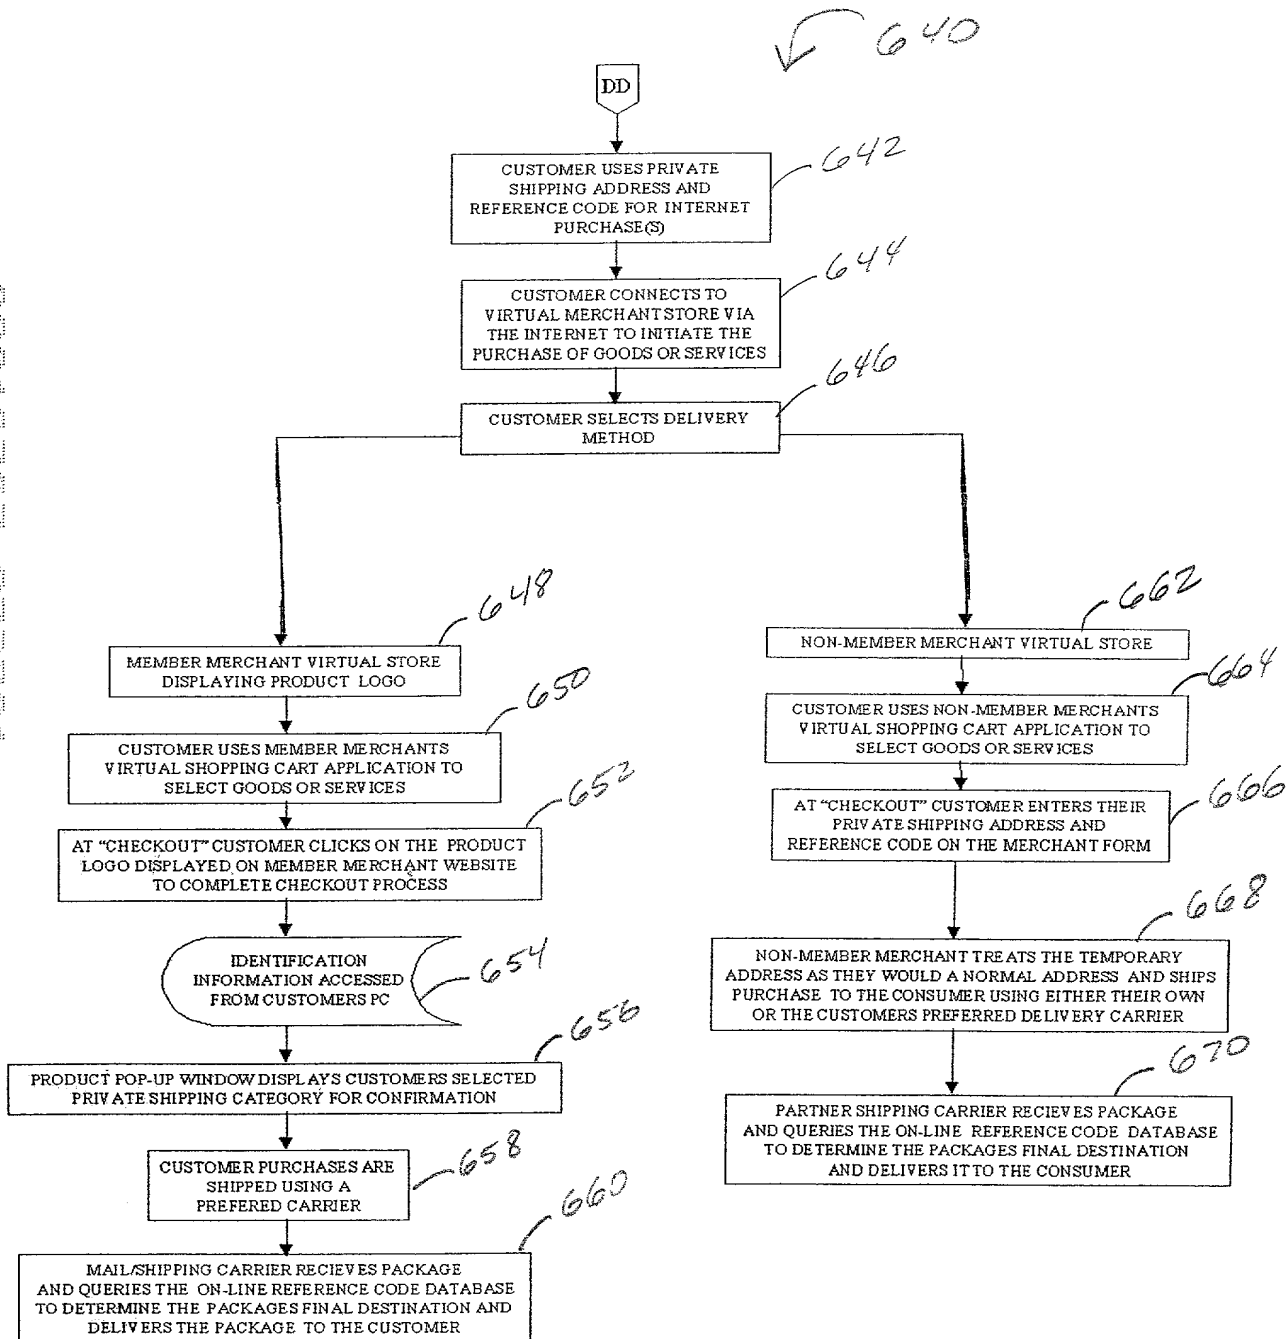 640
DD
642
CUSTOMER USES PRIVATE
SHIPPING ADDRESS AND
REFERENCE CODE FOR INTERNET
PURCHASE(S)
644
CUSTOMER CONNECTS TO
VIRTUAL MERCHANT STORE VIA
THE INTERNET TO INITIATE THE
PURCHASE OF GOODS OR SERVICES
646
CUSTOMER SELECTS DELIVERY
METHOD
648
MEMBER MERCHANT VIRTUAL STORE
DISPLAYING PRODUCT LOGO
650
CUSTOMER USES MEMBER MERCHANTS
VIRTUAL SHOPPING CART APPLICATION TO
SELECT GOODS OR SERVICES
652
AT "CHECKOUT" CUSTOMER CLICKS ON THE PRODUCT
LOGO DISPLAYED ON MEMBER MERCHANT WEBSITE
TO COMPLETE CHECKOUT PROCESS
IDENTIFICATION
INFORMATION ACCESSED
FROM CUSTOMERS PC
654
656
PRODUCT POP-UP WINDOW DISPLAYS CUSTOMERS SELECTED
PRIVATE SHIPPING CATEGORY FOR CONFIRMATION
CUSTOMER PURCHASES ARE
SHIPPED USING A
PREFERED CARRIER
658
660
MAIL/SHIPPING CARRIER RECIEVES PACKAGE
AND QUERIES THE ON-LINE REFERENCE CODE DATABASE
TO DETERMINE THE PACKAGES FINAL DESTINATION AND
DELIVERS THE PACKAGE TO THE CUSTOMER
662
NON-MEMBER MERCHANT VIRTUAL STORE
664
CUSTOMER USES NON-MEMBER MERCHANTS
VIRTUAL SHOPPING CART APPLICATION TO
SELECT GOODS OR SERVICES
666
AT "CHECKOUT" CUSTOMER ENTERS THEIR
PRIVATE SHIPPING ADDRESS AND
REFERENCE CODE ON THE MERCHANT FORM
668
NON-MEMBER MERCHANT TREATS THE TEMPORARY
ADDRESS AS THEY WOULD A NORMAL ADDRESS AND SHIPS
PURCHASE TO THE CONSUMER USING EITHER THEIR OWN
OR THE CUSTOMERS PREFERRED DELIVERY CARRIER
670
PARTNER SHIPPING CARRIER RECIEVES PACKAGE
AND QUERIES THE ON-LINE REFERENCE CODE DATABASE
TO DETERMINE THE PACKAGES FINAL DESTINATION
AND DELIVERS IT TO THE CONSUMER